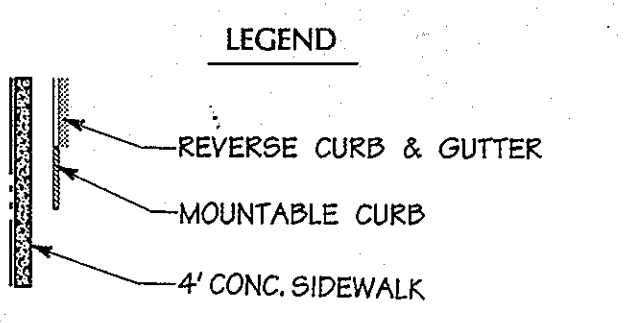 LEGEND
REVERSE CURB & GUTTER
MOUNTABLE CURB
4' CONC. SIDEWALK